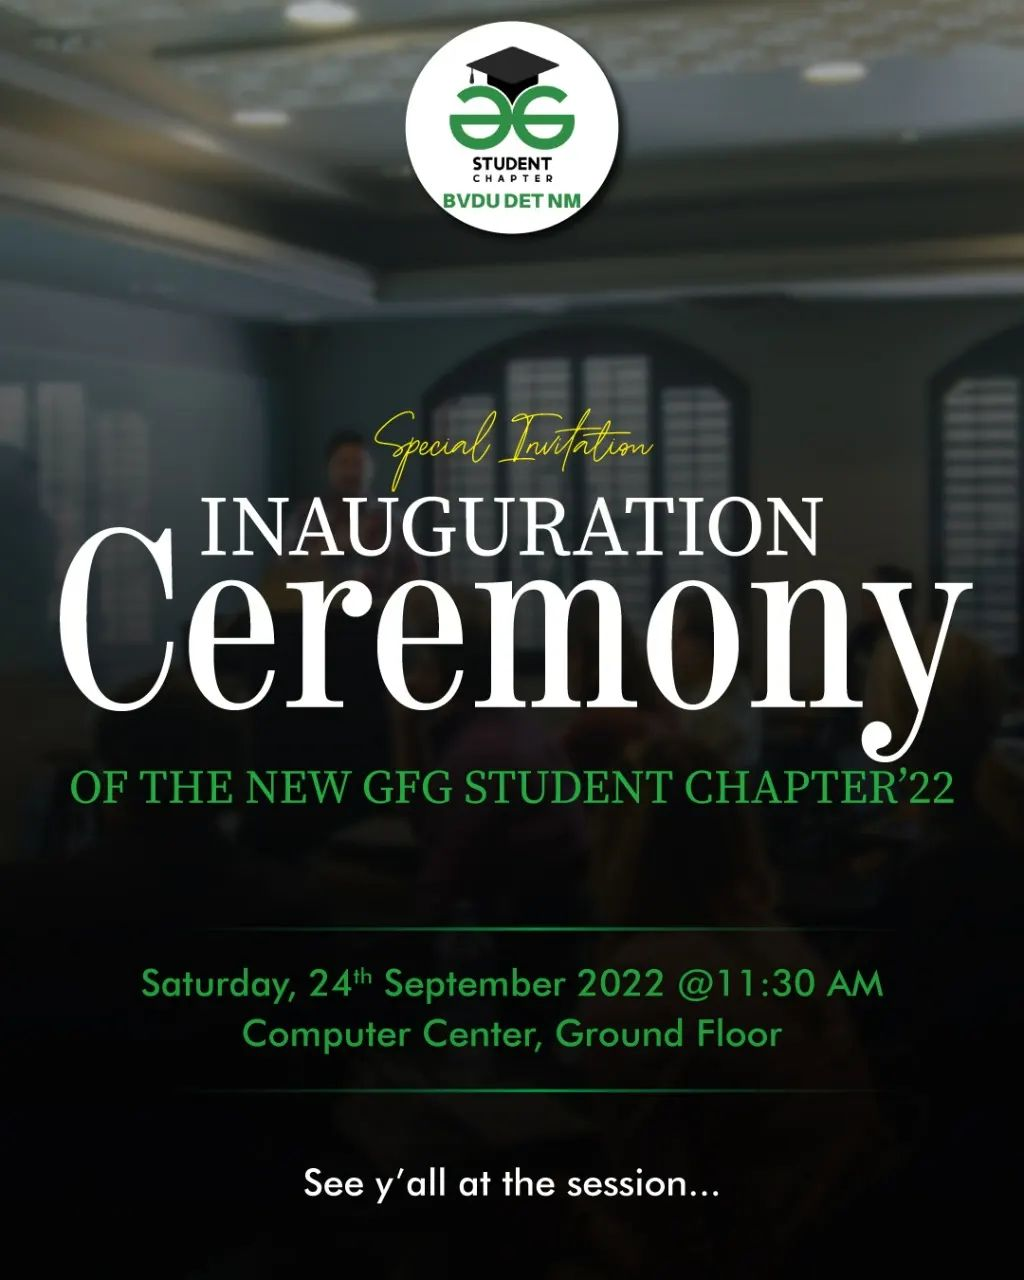 STUDENT
CHAPTER
BVDU DET NM
Special Invitation
INAUGURATION
Ceremony
OF THE NEW GFG STUDENT CHAPTER’22
Saturday, 24th September 2022 @11:30 AM
Computer Center, Ground Floor
See y’all at the session...